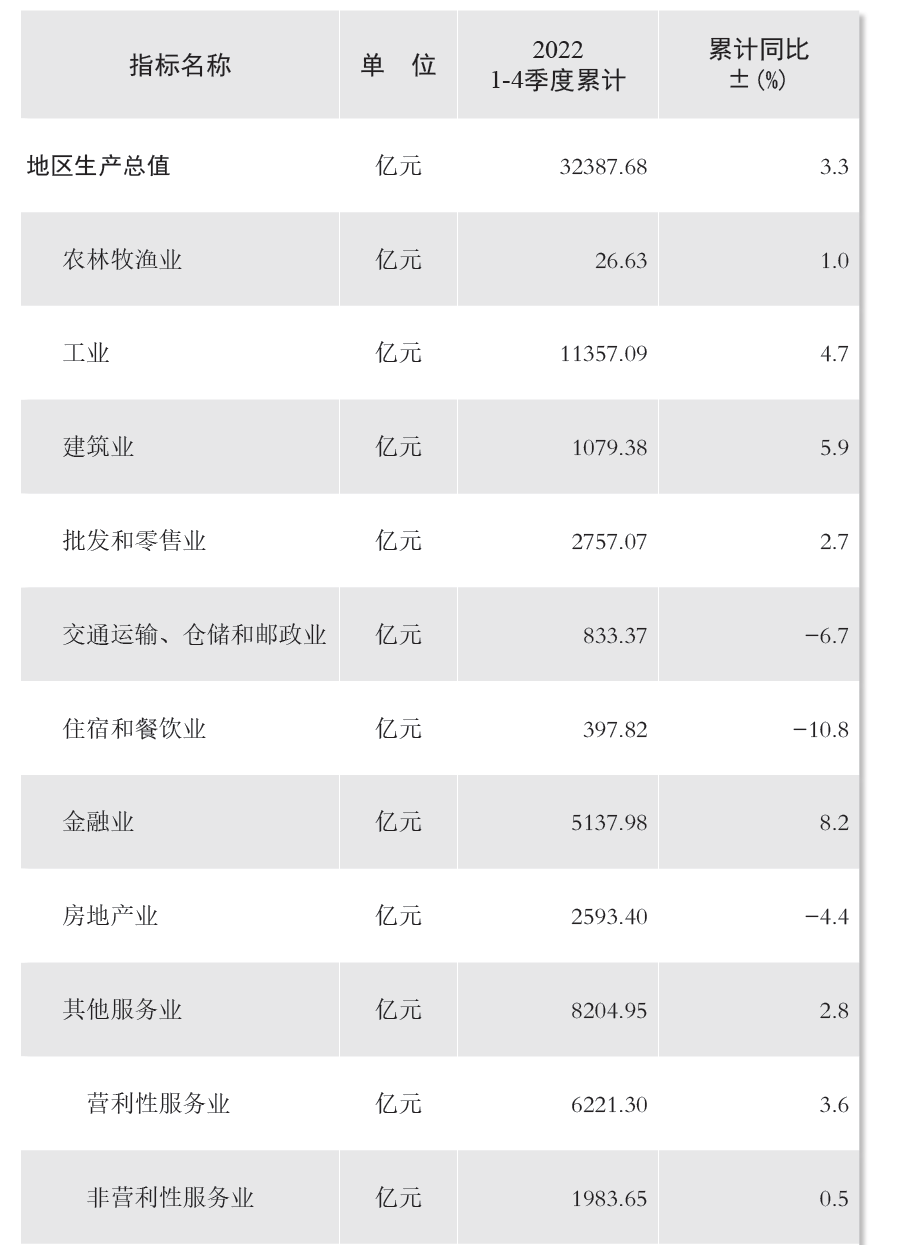 指标名称 单 位 2022 1-4季度累计 累计同比 ±(%)
地区生产总值 亿元 32387.68 3.3
农林牧渔业 亿元 26.63 1.0
工业 亿元 11357.09 4.7
建筑业 亿元 1079.38 5.9
批发和零售业 亿元 2757.07 2.7
交通运输、仓储和邮政业 亿元 833.37 −6.7
住宿和餐饮业 亿元 397.82 −10.8
金融业 亿元 5137.98 8.2
房地产业 亿元 2593.40 −4.4
其他服务业 亿元 8204.95 2.8
营利性服务业 亿元 6221.30 3.6
非营利性服务业 亿元 1983.65 0.5